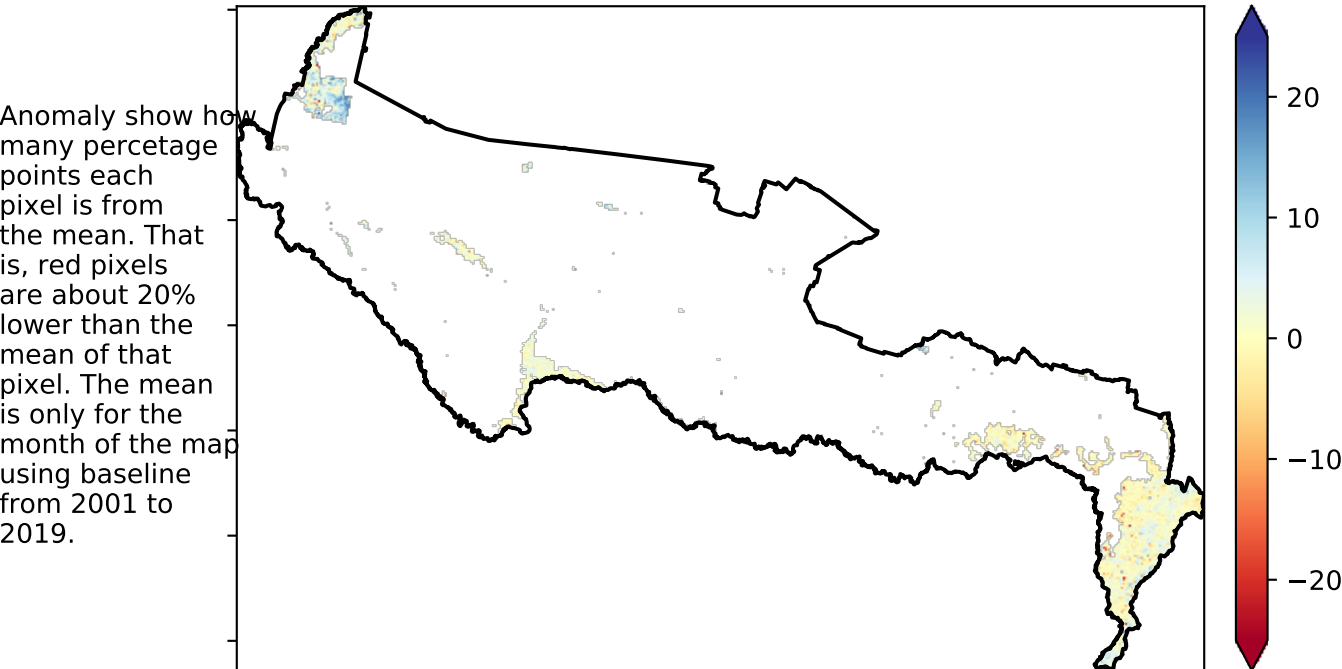 Anomaly show how
many percetage
points each
pixel is from
the mean. That
is, red pixels
are about 20%
lower than the
mean of that
pixel. The mean
is only for the
month of the map
using baseline
from 2001 to
2019.
20
10
0
−10
−20